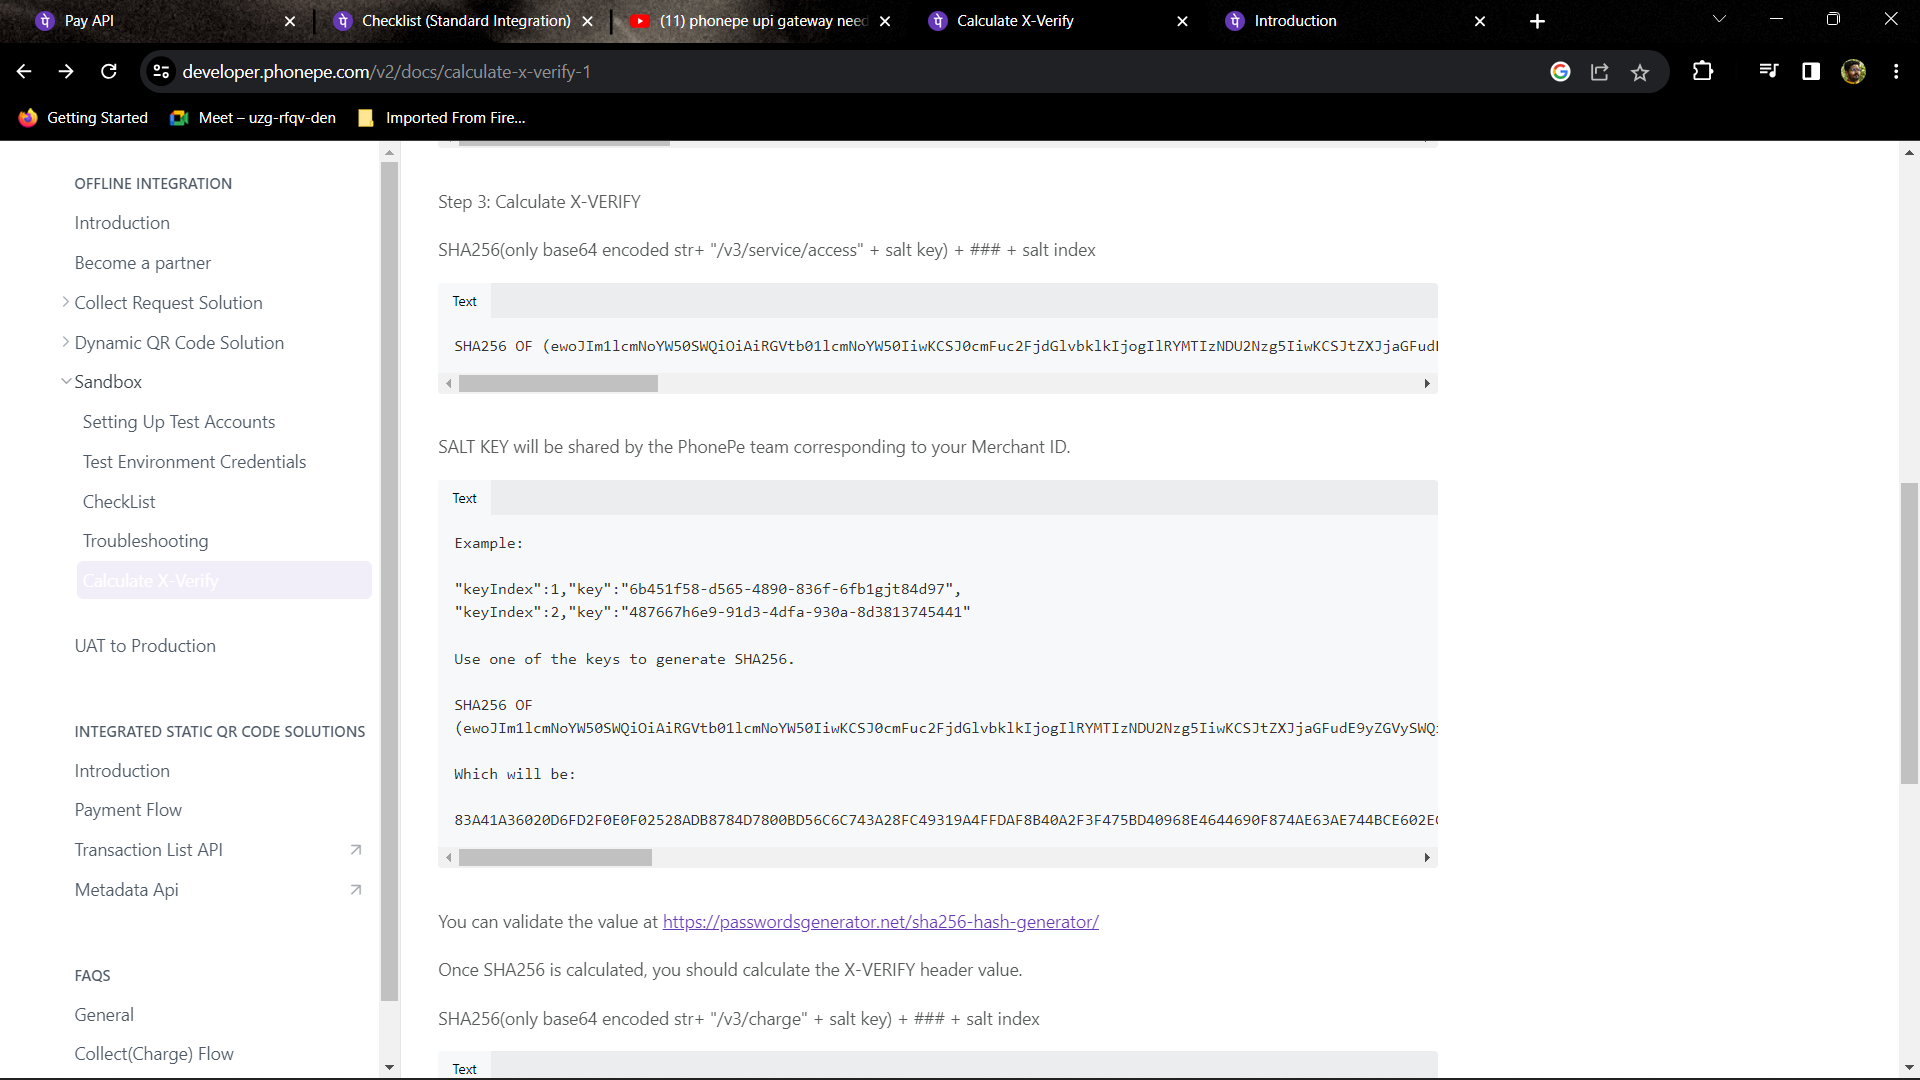 Pay API
Checklist (Standard Integration)
(11) phonepe upi gateway need
Calculate X-Verify
Introduction
developer.phonepe.com/v2/docs/calculate-x-verify-1
Getting Started
Meet – uzg-rfqv-den
Imported From Fire...
OFFLINE INTEGRATION
Introduction
Become a partner
Collect Request Solution
Dynamic QR Code Solution
Sandbox
Setting Up Test Accounts
Test Environment Credentials
CheckList
Troubleshooting
Calculate X-Verify
UAT to Production
INTEGRATED STATIC QR CODE SOLUTIONS
Introduction
Payment Flow
Transaction List API
Metadata Api
FAQS
General
Collect(Charge) Flow
Step 3: Calculate X-VERIFY
SHA256(only base64 encoded str+ "/v3/service/access" + salt key) + ### + salt index
Text
SHA256 OF (ewoJIm1lcmNoYW50SWQiOiAiRGVtb01lcmNoYW50IiwKCSJ0cmFuc2FjdGlvbklkIjogIlRYMTIzNDU2Nzg5IiwKCSJtZXJjaGFud
SALT KEY will be shared by the PhonePe team corresponding to your Merchant ID.
Text
Example:
"keyIndex":1,"key":"6b451f58-d565-4890-836f-6fb1gjt84d97",
"keyIndex":2,"key":"487667h6e9-91d3-4dfa-930a-8d3813745441"
Use one of the keys to generate SHA256.
SHA256 OF
(ewoJIm1lcmNoYW50SWQiOiAiRGVtb01lcmNoYW50IiwKCSJ0cmFuc2FjdGlvbklkIjogIlRYMTIzNDU2Nzg5IiwKCSJtZXJjaGFudE9yZGVySWQi
Which will be:
83A41A36020D6FD2F0E0F02528ADB8784D7800BD56C6C743A28FC49319A4FFDAF8B40A2F3F475BD40968E4644690F874AE63AE744BCE602E
You can validate the value at https://passwordsgenerator.net/sha256-hash-generator/
Once SHA256 is calculated, you should calculate the X-VERIFY header value.
SHA256(only base64 encoded str+ "/v3/charge" + salt key) + ### + salt index
Text